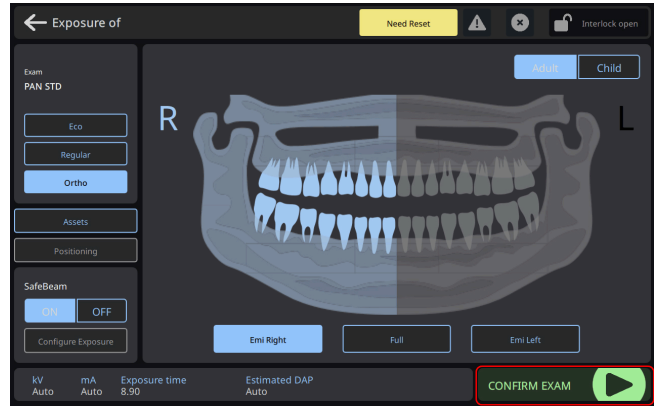 Exposure of
Need Reset
Interlock open
Exam
PAN STD
Adult
Child
R
L
Eco
Regular
Ortho
Assets
Positioning
SafeBeam
ON
OFF
Configure Exposure
Emi Right
Full
Emi Left
kV
Auto
mA
Auto
Exposure time
8.90
Estimated DAP
Auto
CONFIRM EXAM